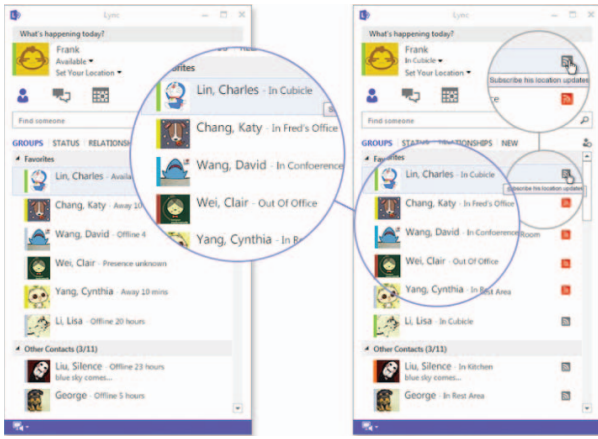 Lync
What's happening today?
Frank
Available
Set Your Location
Find someone
GROUPS STATUS RELATIONSH
Favorites
Lin, Charles - Availa
Chang, Katy - Away 10
Wang, David - Offline 4
Wei, Clair - Presence unknown
Yang, Cynthia - Away 10 mins
Li, Lisa - Offline 20 hours
Other Contacts (3/11)
Liu, Silence - Offline 23 hours
blue sky comes...
George - Offline 5 hours
orites
Lin, Charles - In Cubicle
Chang, Katy - In Fred's Office
Wang, David - In Confoerence
Wei, Clair - Out Of Office
Yang, Cynthia - In R
Lync
What's happening today?
Frank
In Cubicle
Set Your Location
Subscribe his location updates
ce
Find someone
GROUPS STATUS RELATIONSHIPS NEW
Favorites
Lin, Charles - In Cubicle
Subscribe his location updates
Chang, Katy - In Fred's Office
Wang, David - In Confoerence Room
Wei, Clair - Out Of Office
Yang, Cynthia - In Rest Area
Li, Lisa - In Cubicle
Other Contacts (3/11)
Liu, Silence - In Kitchen
blue sky comes...
George - In Rest Area